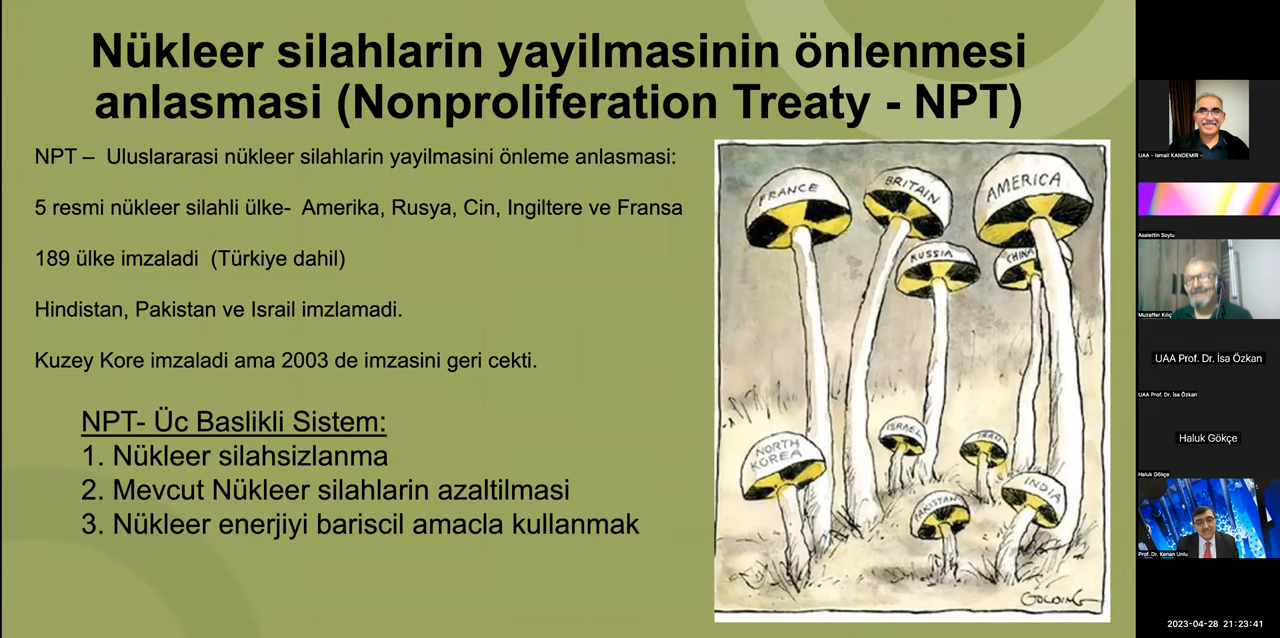 Nükleer silahlarin yayilmasinin önlenmesi
anlasmasi (Nonproliferation Treaty - NPT)
NPT – Uluslararasi nükleer silahlarin yayilmasini önleme anlasmasi:
5 resmi nükleer silahli ülke- Amerika, Rusya, Cin, Ingiltere ve Fransa
189 ülke imzaladi (Türkiye dahil)
Hindistan, Pakistan ve Israil imzlamadi.
Kuzey Kore imzaladi ama 2003 de imzasini geri cekti.
NPT- Üc Baslikli Sistem:
1. Nükleer silahsizlanma
2. Mevcut Nükleer silahlarin azaltilmasi
3. Nükleer enerjiyi bariscil amacla kullanmak
FRANCE
BRITAIN
AMERICA
RUSSIA
CHINA
NORTH
KOREA
ISRAEL
IRAN
PAKISTAN
INDIA
GOLDING
UAA - Ismail KANDEMIR -
Asalettin Soylu
Muzaffer Kılıç
UAA Prof. Dr. İsa Özkan
UAA Prof. Dr. İsa Özkan
Haluk Gökçe
Haluk Gökçe
Prof. Dr. Kenan Unlu
2023-04-28 21:23:41